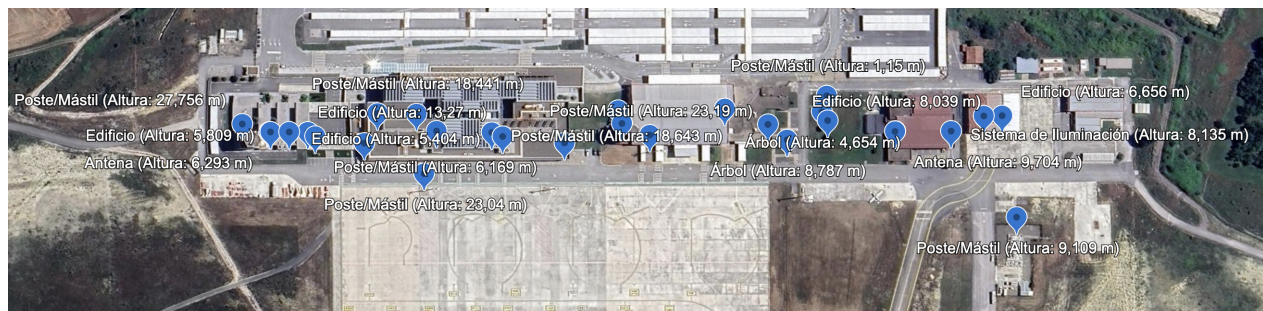 Poste/Mástil (Altura: 1,15 m)
Poste/Mástil (Altura: 18,441 m)
Edificio (Altura: 6,656 m)
Poste/Mástil (Altura: 27,756 m)
Edificio (Altura: 8,039 m)
Edificio (Altura: 13,27 m)
Poste/Mástil (Altura: 23,19 m)
Edificio (Altura: 5,809 m)
Edificio (Altura: 5,404 m)
Poste/Mástil (Altura: 18,643 m)
Sistema de Iluminación (Altura: 8,135 m)
Árbol (Altura: 4,654 m)
Antena (Altura: 6,293 m)
Antena (Altura: 9,704 m)
Poste/Mástil (Altura: 6,169 m)
Árbol (Altura: 8,787 m)
Poste/Mástil (Altura: 23,04 m)
Poste/Mástil (Altura: 9,109 m)